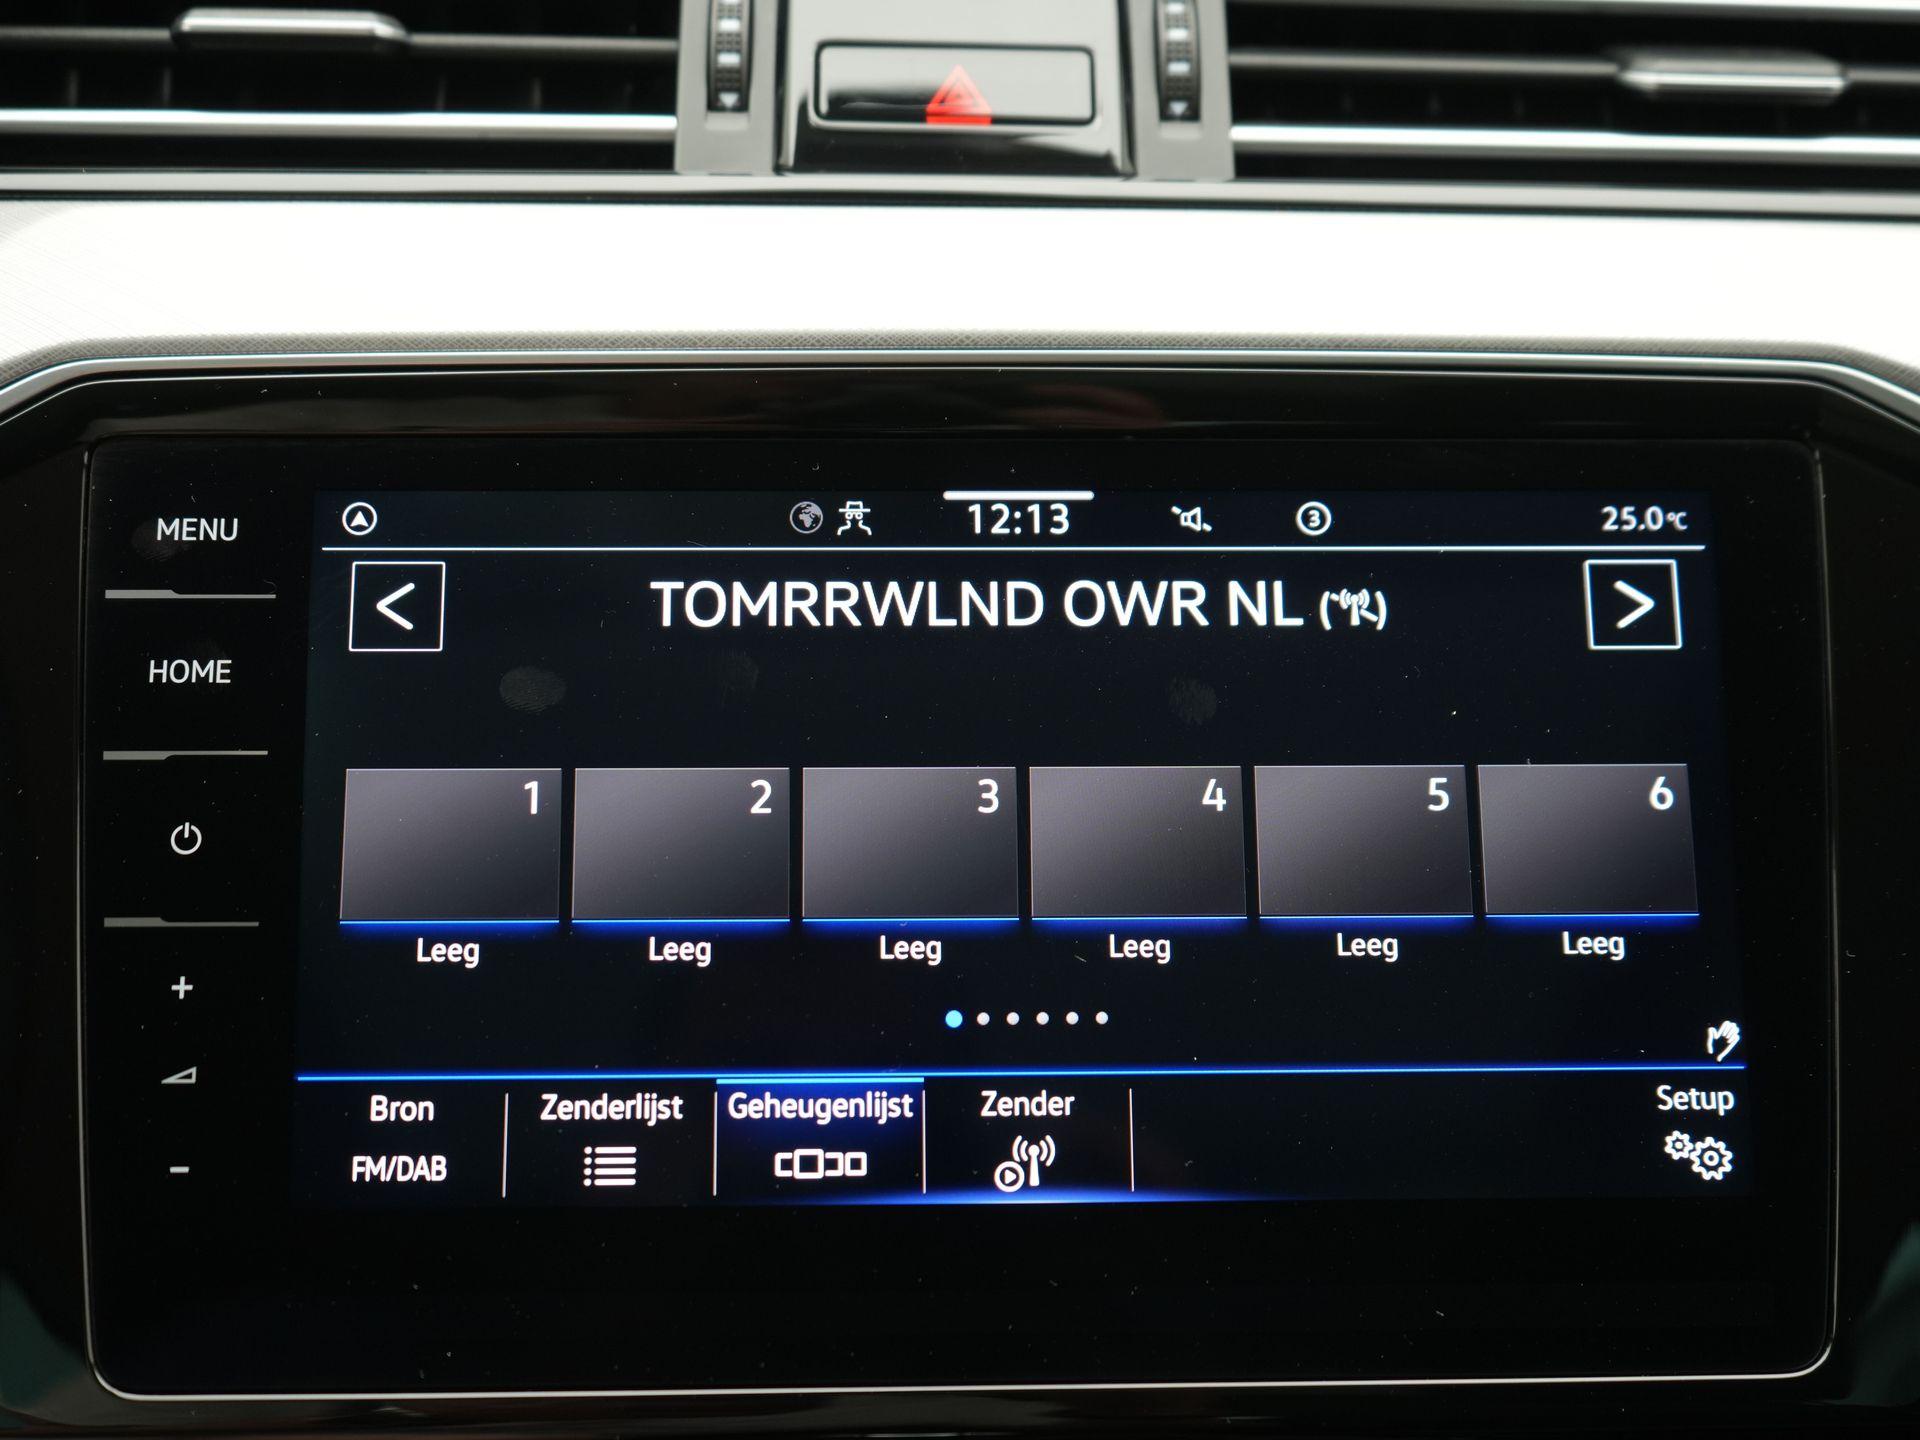 MENU
HOME
12:13
3
25.0°C
< TOMRRWLND OWR NL >
1 2 3 4 5 6
Leeg Leeg Leeg Leeg Leeg Leeg
+
-
Bron Zenderlijst Geheugenlijst Zender Setup
FM/DAB